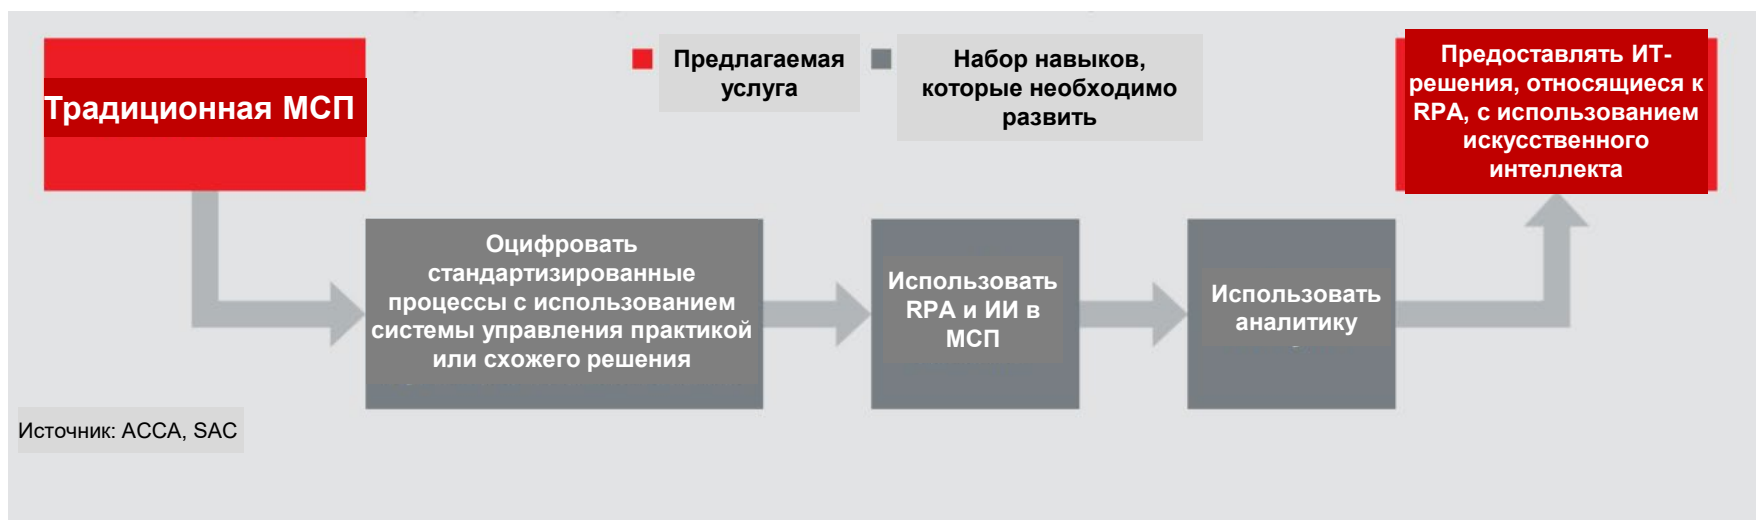 Традиционная МСП
Предлагаемая
услуга
Набор навыков,
которые необходимо
развить
Предоставлять ИТ-
решения, относящиеся к
RPA, с использованием
искусственного
интеллекта
Оцифровать
стандартизированные
процессы с использованием
системы управления практикой
или схожего решения
Использовать
RPA и ИИ в
МСП
Использовать
аналитику
Источник: ACCA, SAC